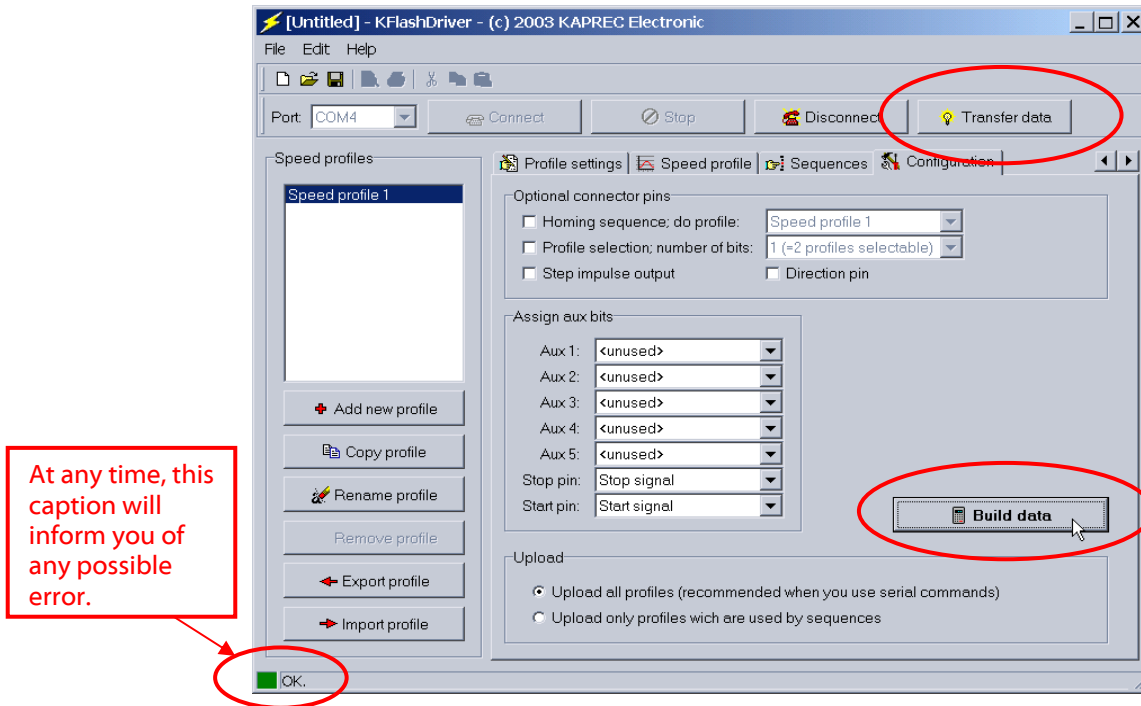 [Untitled] - KFlashDriver - (c) 2003 KAPREC Electronic
File Edit Help
Port: COM4 Connect Stop Disconnect Transfer data
Speed profiles
Speed profile 1
Add new profile
Copy profile
Rename profile
Remove profile
Export profile
Import profile
Profile settings Speed profile Sequences Configuration
Optional connector pins
Homing sequence; do profile: Speed profile 1
Profile selection; number of bits: 1 (=2 profiles selectable)
Step impulse output Direction pin
Assign aux bits
Aux 1: <unused>
Aux 2: <unused>
Aux 3: <unused>
Aux 4: <unused>
Aux 5: <unused>
Stop pin: Stop signal
Start pin: Start signal
Build data
Upload
Upload all profiles (recommended when you use serial commands)
Upload only profiles wich are used by sequences
At any time, this
caption will
inform you of
any possible
error.
OK.